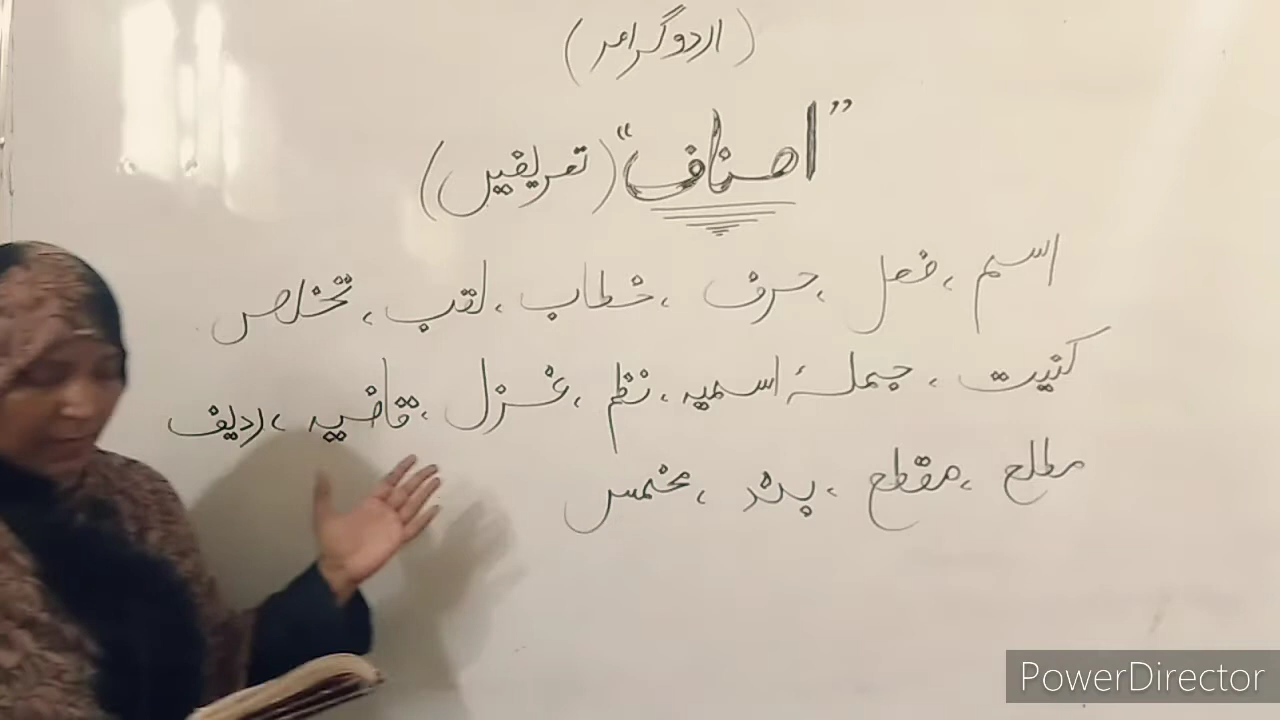 (اردو گرامر)
"اصناف" (تعریفیں)
اسم، فعل، حرف، خطاب، لقب، تخلص
کنیت، جملۂ اسمیہ، نظم، غزل، قافیہ، ردیف
مطلع، مقطع، بند، مخمس
PowerDirector